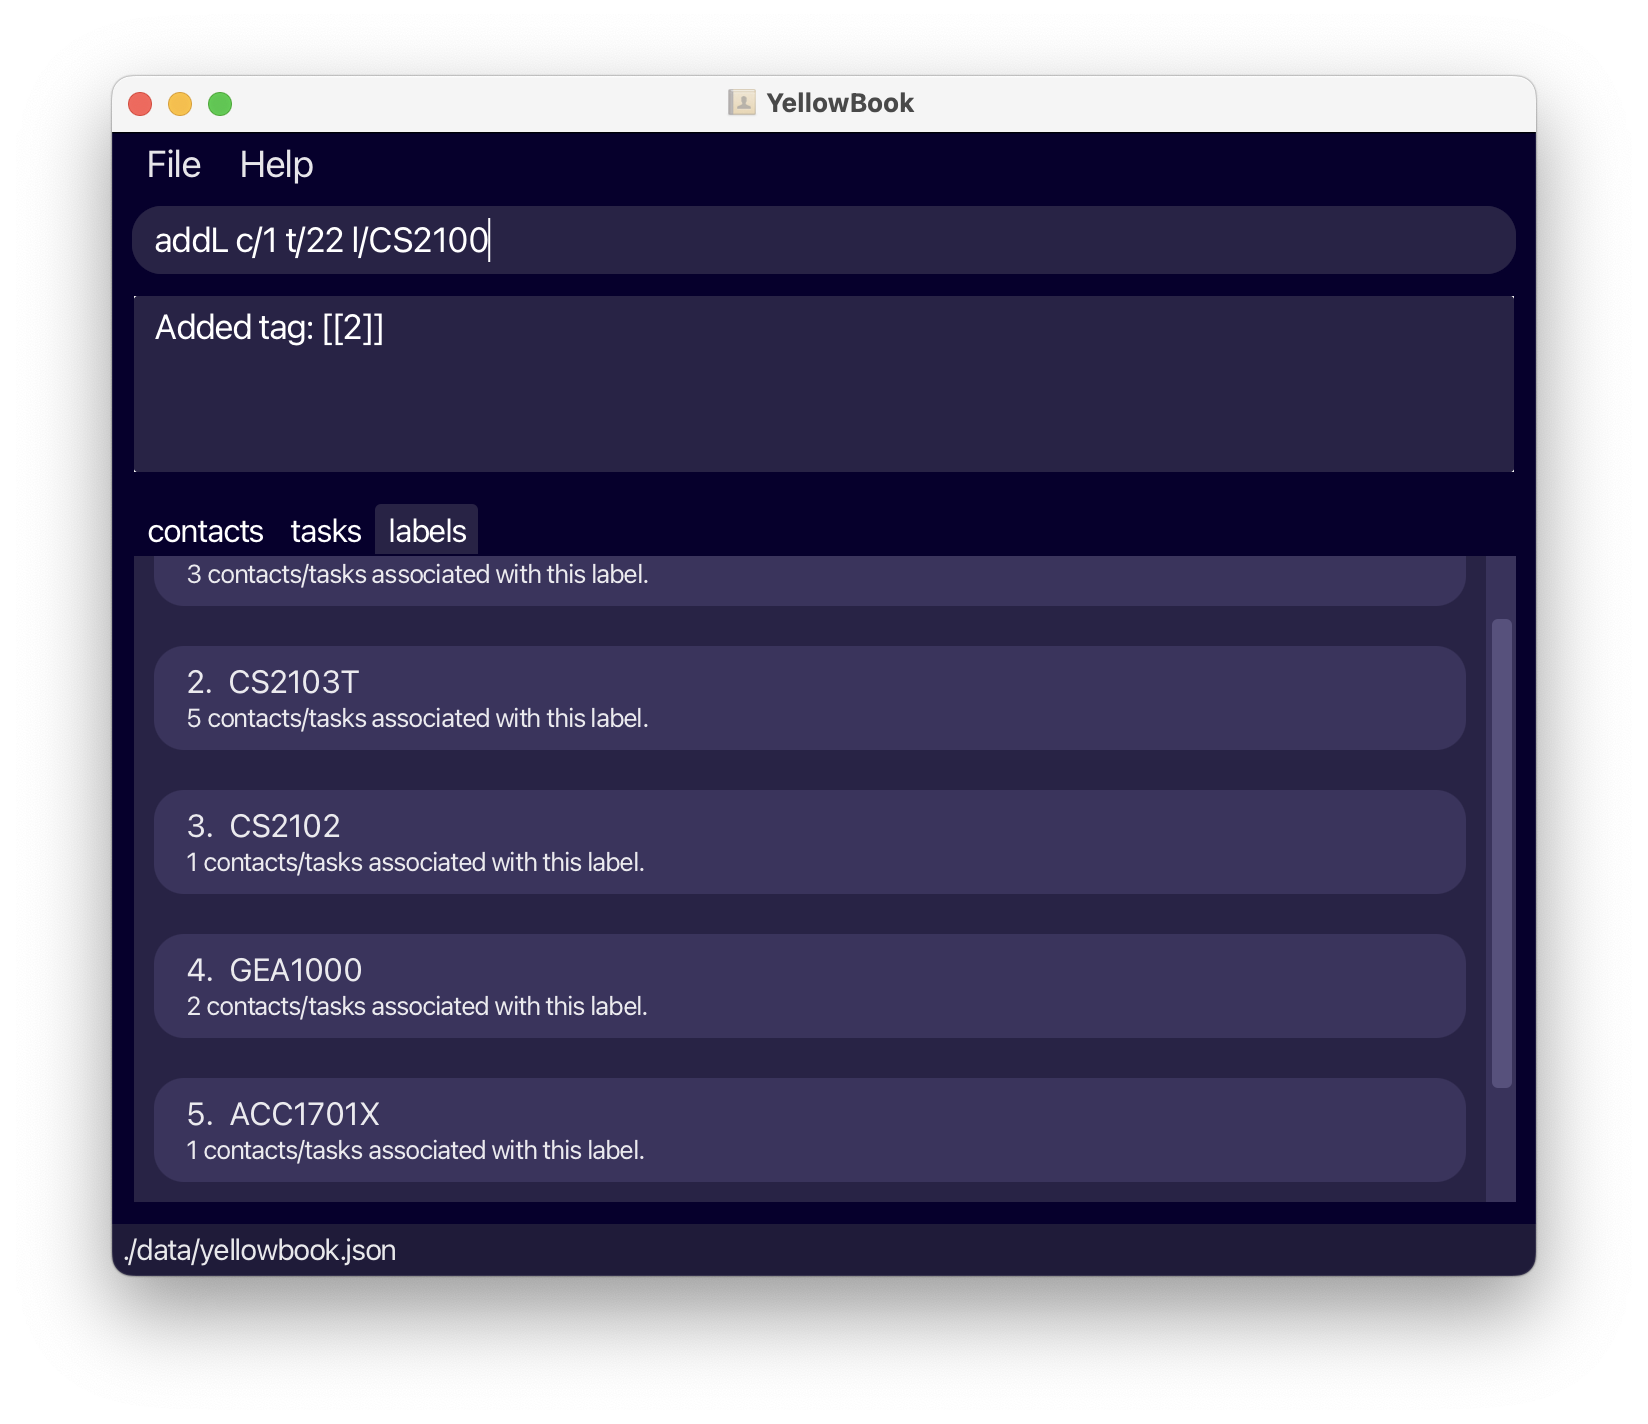 YellowBook
File Help
addL c/1 t/22 l/CS2100
Added tag: [[2]]
contacts tasks labels
3 contacts/tasks associated with this label.
2. CS2103T
5 contacts/tasks associated with this label.
3. CS2102
1 contacts/tasks associated with this label.
4. GEA1000
2 contacts/tasks associated with this label.
5. ACC1701X
1 contacts/tasks associated with this label.
./data/yellowbook.json